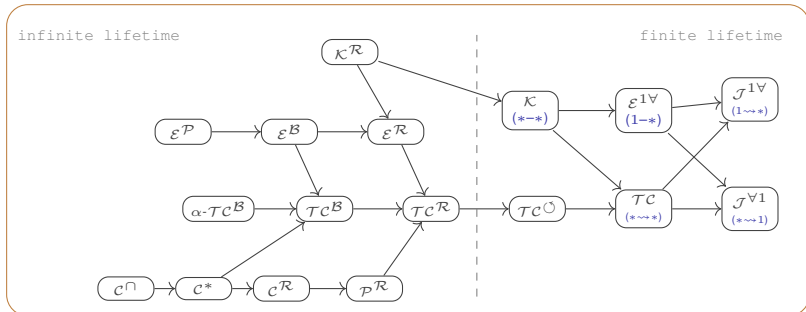 infinite lifetime
finite lifetime
𝒦^ℛ
𝒦
(∗–∗)
ℰ^{1∀}
(1–∗)
𝒥^{1∀}
(1⇝∗)
ℰ^𝒫
ℰ^ℬ
ℰ^ℛ
α-𝒯𝒞^ℬ
𝒯𝒞^ℬ
𝒯𝒞^ℛ
𝒯𝒞^↺
𝒯𝒞
(∗⇝∗)
𝒥^{∀1}
(∗⇝1)
𝒞^∩
𝒞^∗
𝒞^ℛ
𝒫^ℛ